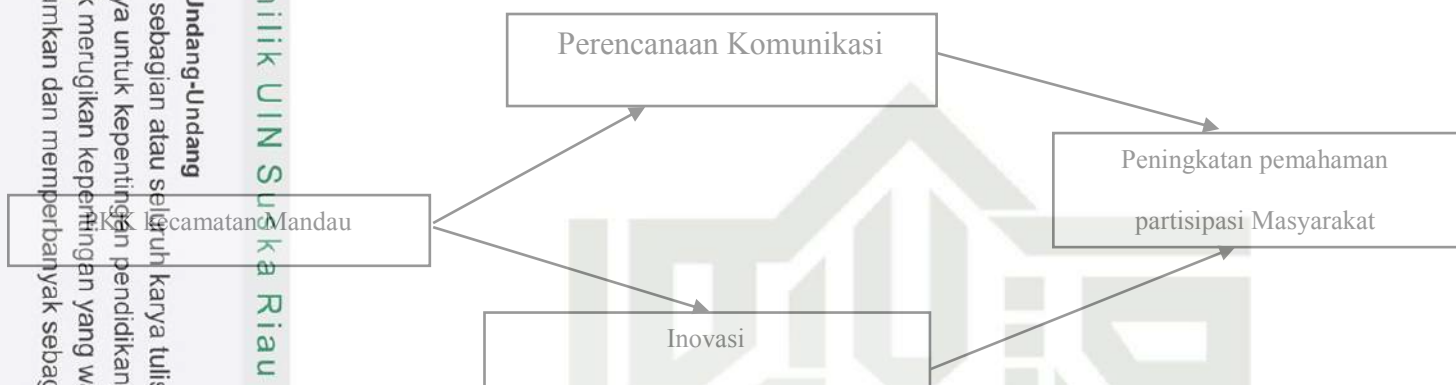 milik UIN Suska Riau
Undang-Undang
sebagian atau seluruh karya tulis
ya untuk kepentingan pendidikan
k merugikan kepentingan yang w
umkan dan memperbanyak sebag
Perencanaan Komunikasi
PKK kecamatan Mandau
Inovasi
Peningkatan pemahaman
partisipasi Masyarakat